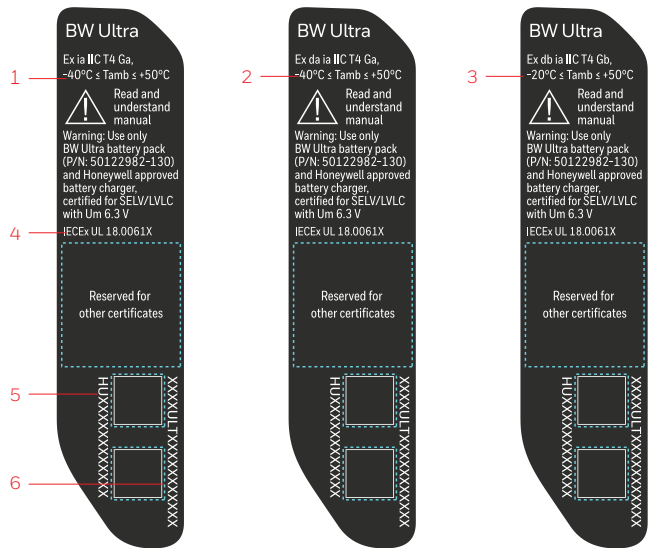 BW Ultra
Ex ia IIC T4 Ga,
-40°C ≤ Tamb ≤ +50°C
Read and
understand
manual
Warning: Use only
BW Ultra battery pack
(P/N: 50122982-130)
and Honeywell approved
battery charger,
certified for SELV/LVLC
with Um 6.3 V
IECEx UL 18.0061X
Reserved for
other certificates
HUXXXXXXXXXXX
XXXULTXXXXXXXXXXX
1
4
5
6
BW Ultra
Ex da ia IIC T4 Ga,
-40°C ≤ Tamb ≤ +50°C
Read and
understand
manual
Warning: Use only
BW Ultra battery pack
(P/N: 50122982-130)
and Honeywell approved
battery charger,
certified for SELV/LVLC
with Um 6.3 V
IECEx UL 18.0061X
Reserved for
other certificates
HUXXXXXXXXXXX
XXXULTXXXXXXXXXXX
2
BW Ultra
Ex db ia IIC T4 Gb,
-20°C ≤ Tamb ≤ +50°C
Read and
understand
manual
Warning: Use only
BW Ultra battery pack
(P/N: 50122982-130)
and Honeywell approved
battery charger,
certified for SELV/LVLC
with Um 6.3 V
IECEx UL 18.0061X
Reserved for
other certificates
HUXXXXXXXXXXX
XXXULTXXXXXXXXXXX
3